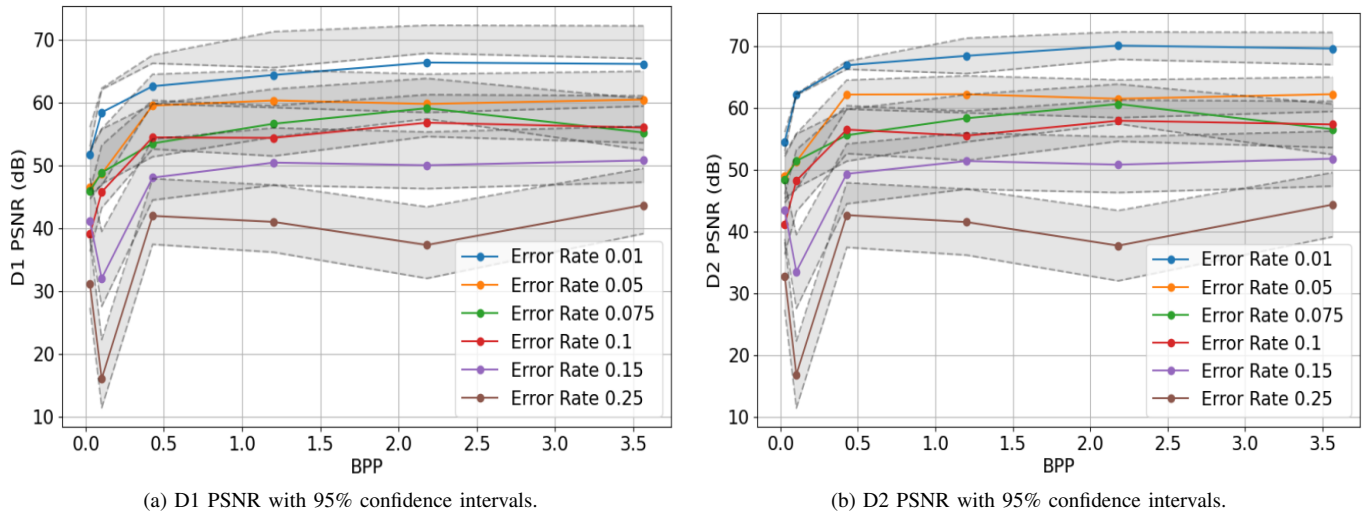 70
60
50
40
30
20
10
D1 PSNR (dB)
Error Rate 0.01
Error Rate 0.05
Error Rate 0.075
Error Rate 0.1
Error Rate 0.15
Error Rate 0.25
0.0 0.5 1.0 1.5 2.0 2.5 3.0 3.5
BPP
(a) D1 PSNR with 95% confidence intervals.
70
60
50
40
30
20
10
D2 PSNR (dB)
Error Rate 0.01
Error Rate 0.05
Error Rate 0.075
Error Rate 0.1
Error Rate 0.15
Error Rate 0.25
0.0 0.5 1.0 1.5 2.0 2.5 3.0 3.5
BPP
(b) D2 PSNR with 95% confidence intervals.